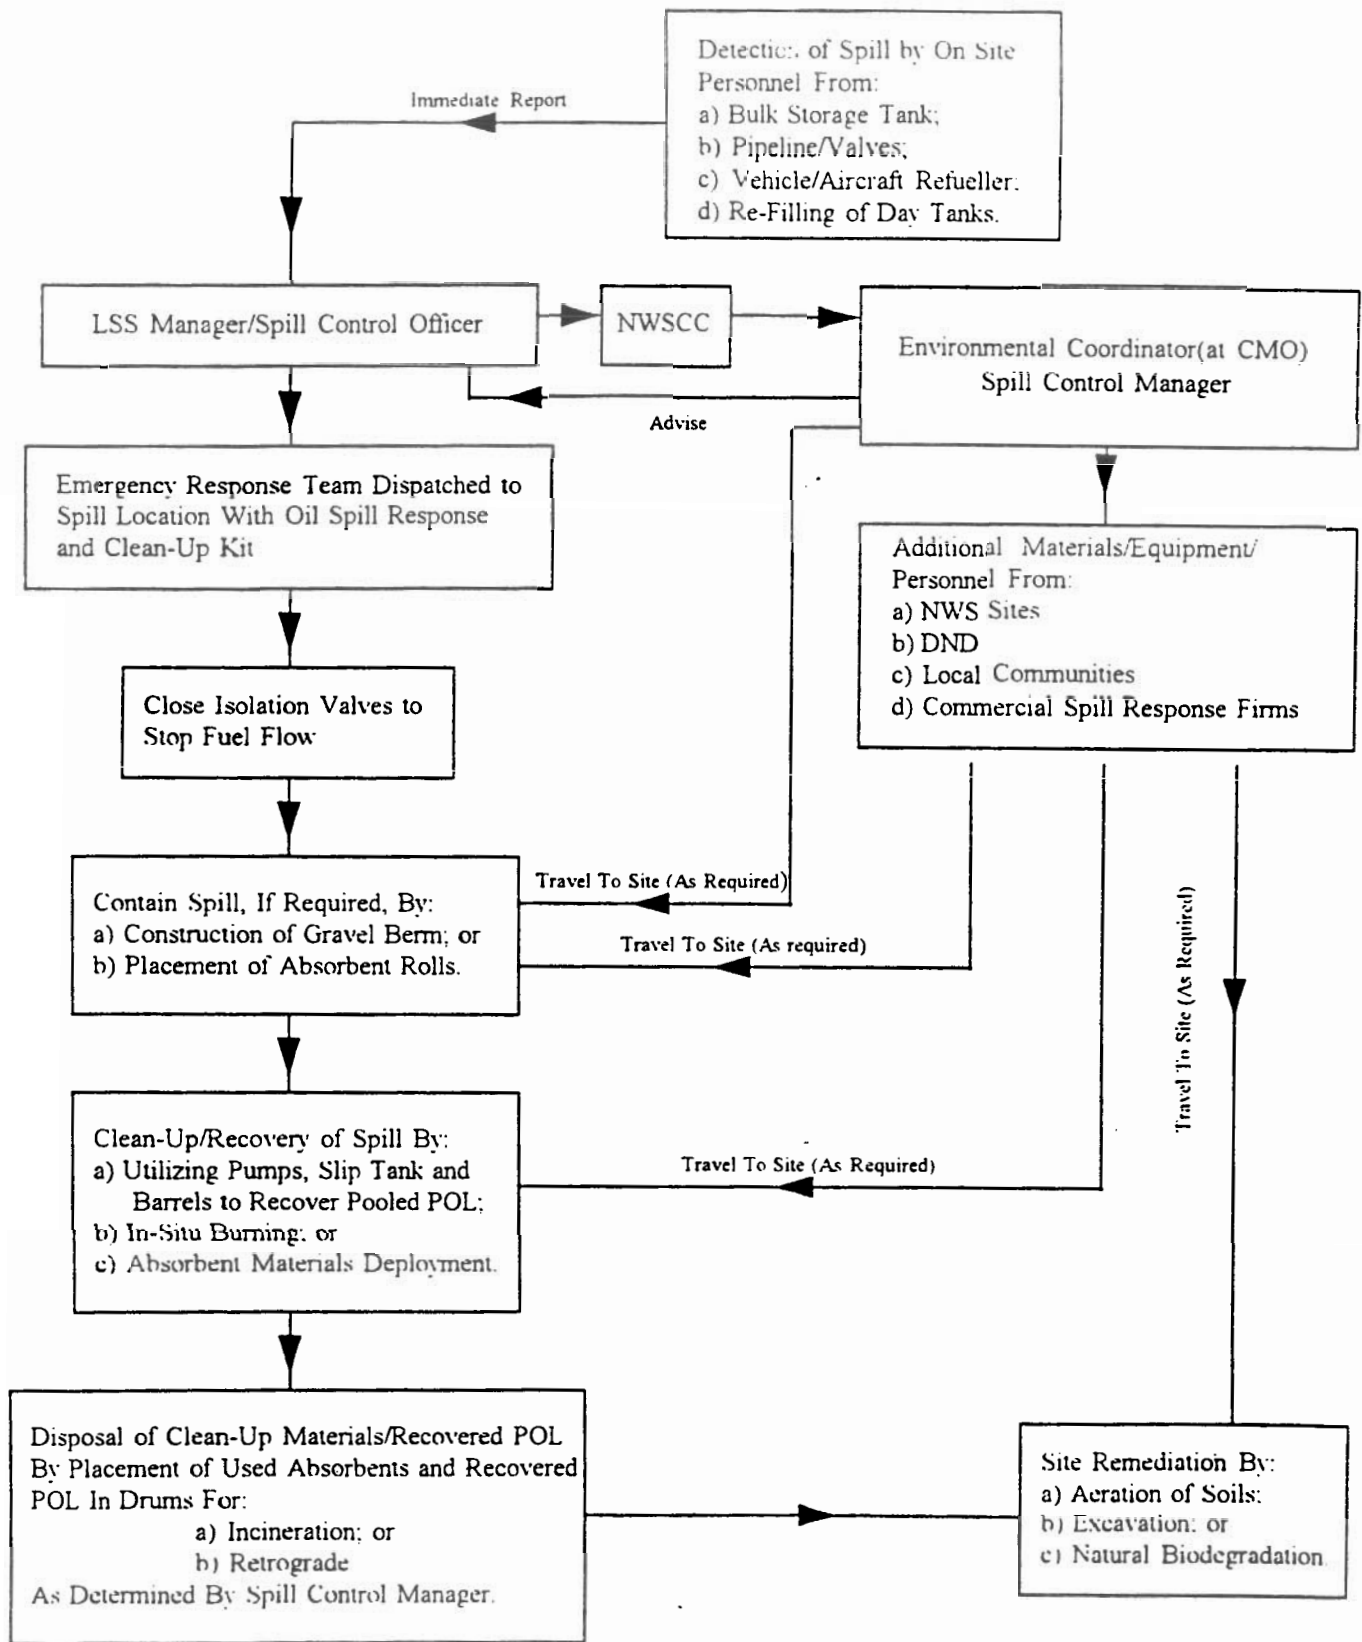 Detection of Spill by On Site
Personnel From:
a) Bulk Storage Tank;
b) Pipeline/Valves;
c) Vehicle/Aircraft Refueller;
d) Re-Filling of Day Tanks.
Immediate Report
LSS Manager/Spill Control Officer
NWSCC
Environmental Coordinator(at CMO)
Spill Control Manager
Advise
Emergency Response Team Dispatched to
Spill Location With Oil Spill Response
and Clean-Up Kit
Additional Materials/Equipment/
Personnel From:
a) NWS Sites
b) DND
c) Local Communities
d) Commercial Spill Response Firms
Close Isolation Valves to
Stop Fuel Flow
Contain Spill, If Required, By:
a) Construction of Gravel Berm; or
b) Placement of Absorbent Rolls.
Travel To Site (As Required)
Travel To Site (As required)
Travel To Site (As Required)
Clean-Up/Recovery of Spill By:
a) Utilizing Pumps, Slip Tank and
Barrels to Recover Pooled POL;
b) In-Situ Burning; or
c) Absorbent Materials Deployment.
Travel To Site (As Required)
Disposal of Clean-Up Materials/Recovered POL
By Placement of Used Absorbents and Recovered
POL In Drums For:
a) Incineration; or
b) Retrograde
As Determined By Spill Control Manager.
Site Remediation By:
a) Aeration of Soils;
b) Excavation; or
c) Natural Biodegradation